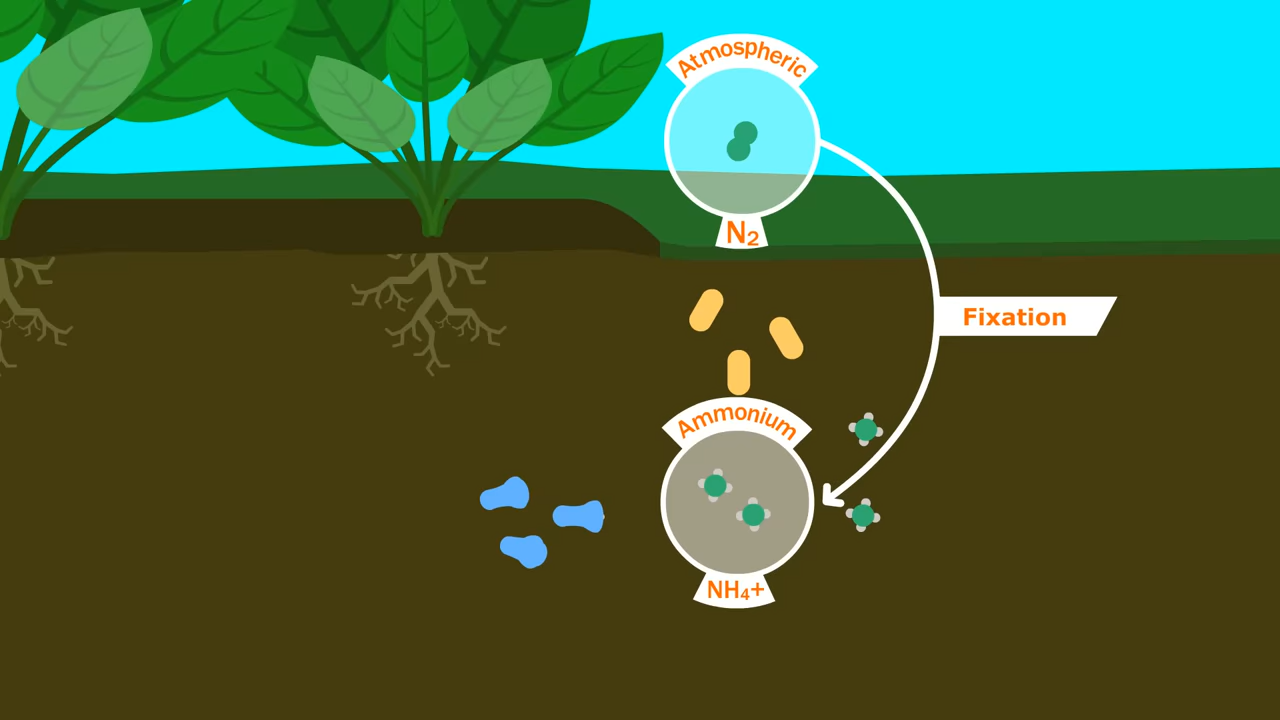 Atmospheric
N₂
Fixation
Ammonium
NH₄+